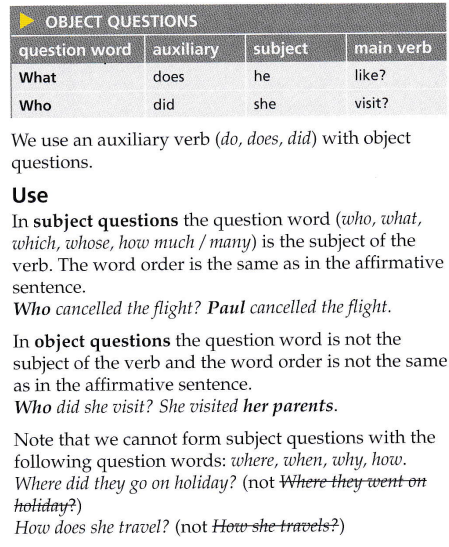 ▶ OBJECT QUESTIONS
question word auxiliary subject main verb
What does he like?
Who did she visit?
We use an auxiliary verb (do, does, did) with object
questions.
Use
In subject questions the question word (who, what,
which, whose, how much / many) is the subject of the
verb. The word order is the same as in the affirmative
sentence.
Who cancelled the flight? Paul cancelled the flight.
In object questions the question word is not the
subject of the verb and the word order is not the same
as in the affirmative sentence.
Who did she visit? She visited her parents.
Note that we cannot form subject questions with the
following question words: where, when, why, how.
Where did they go on holiday? (not Where they went on
holiday?)
How does she travel? (not How she travels?)